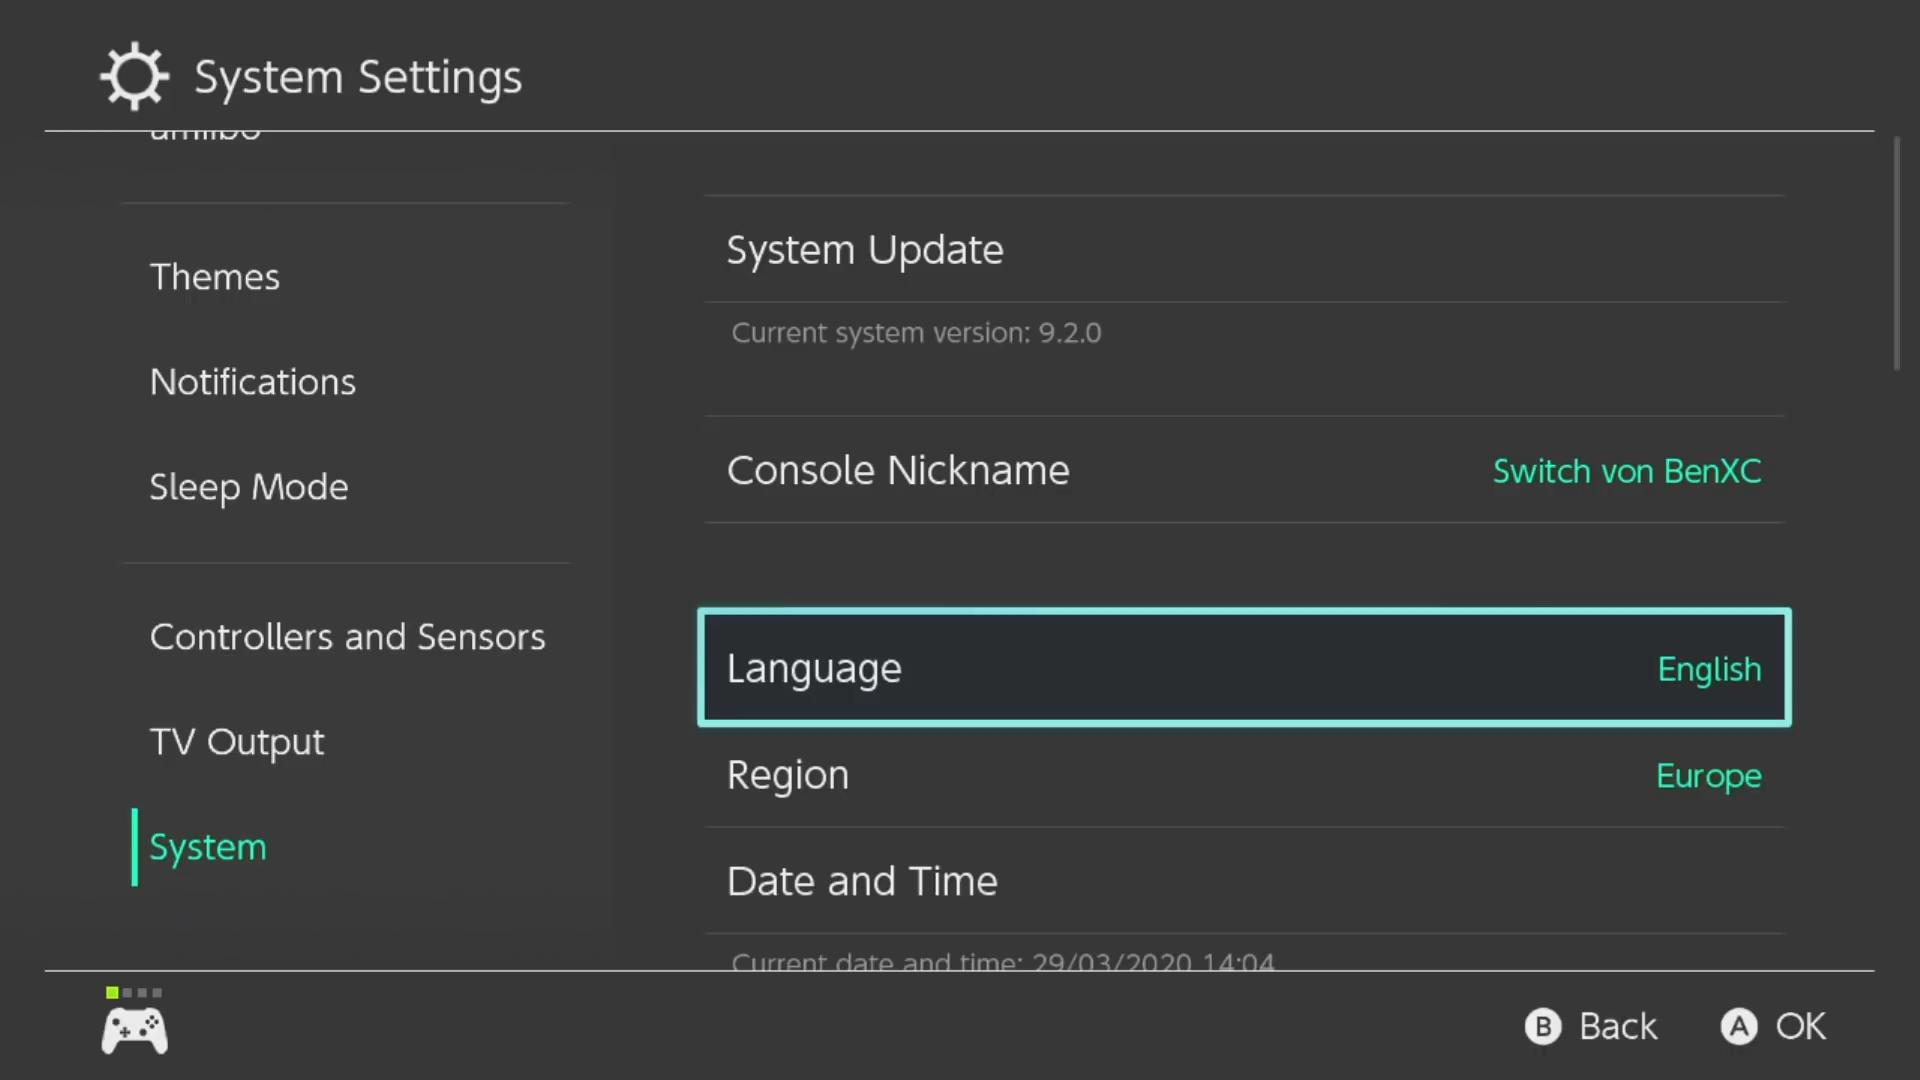 System Settings
amiibo
Themes
Notifications
Sleep Mode
Controllers and Sensors
TV Output
System
System Update
Current system version: 9.2.0
Console Nickname Switch von BenXC
Language English
Region Europe
Date and Time
Current date and time: 29/03/2020 14:04
B Back A OK